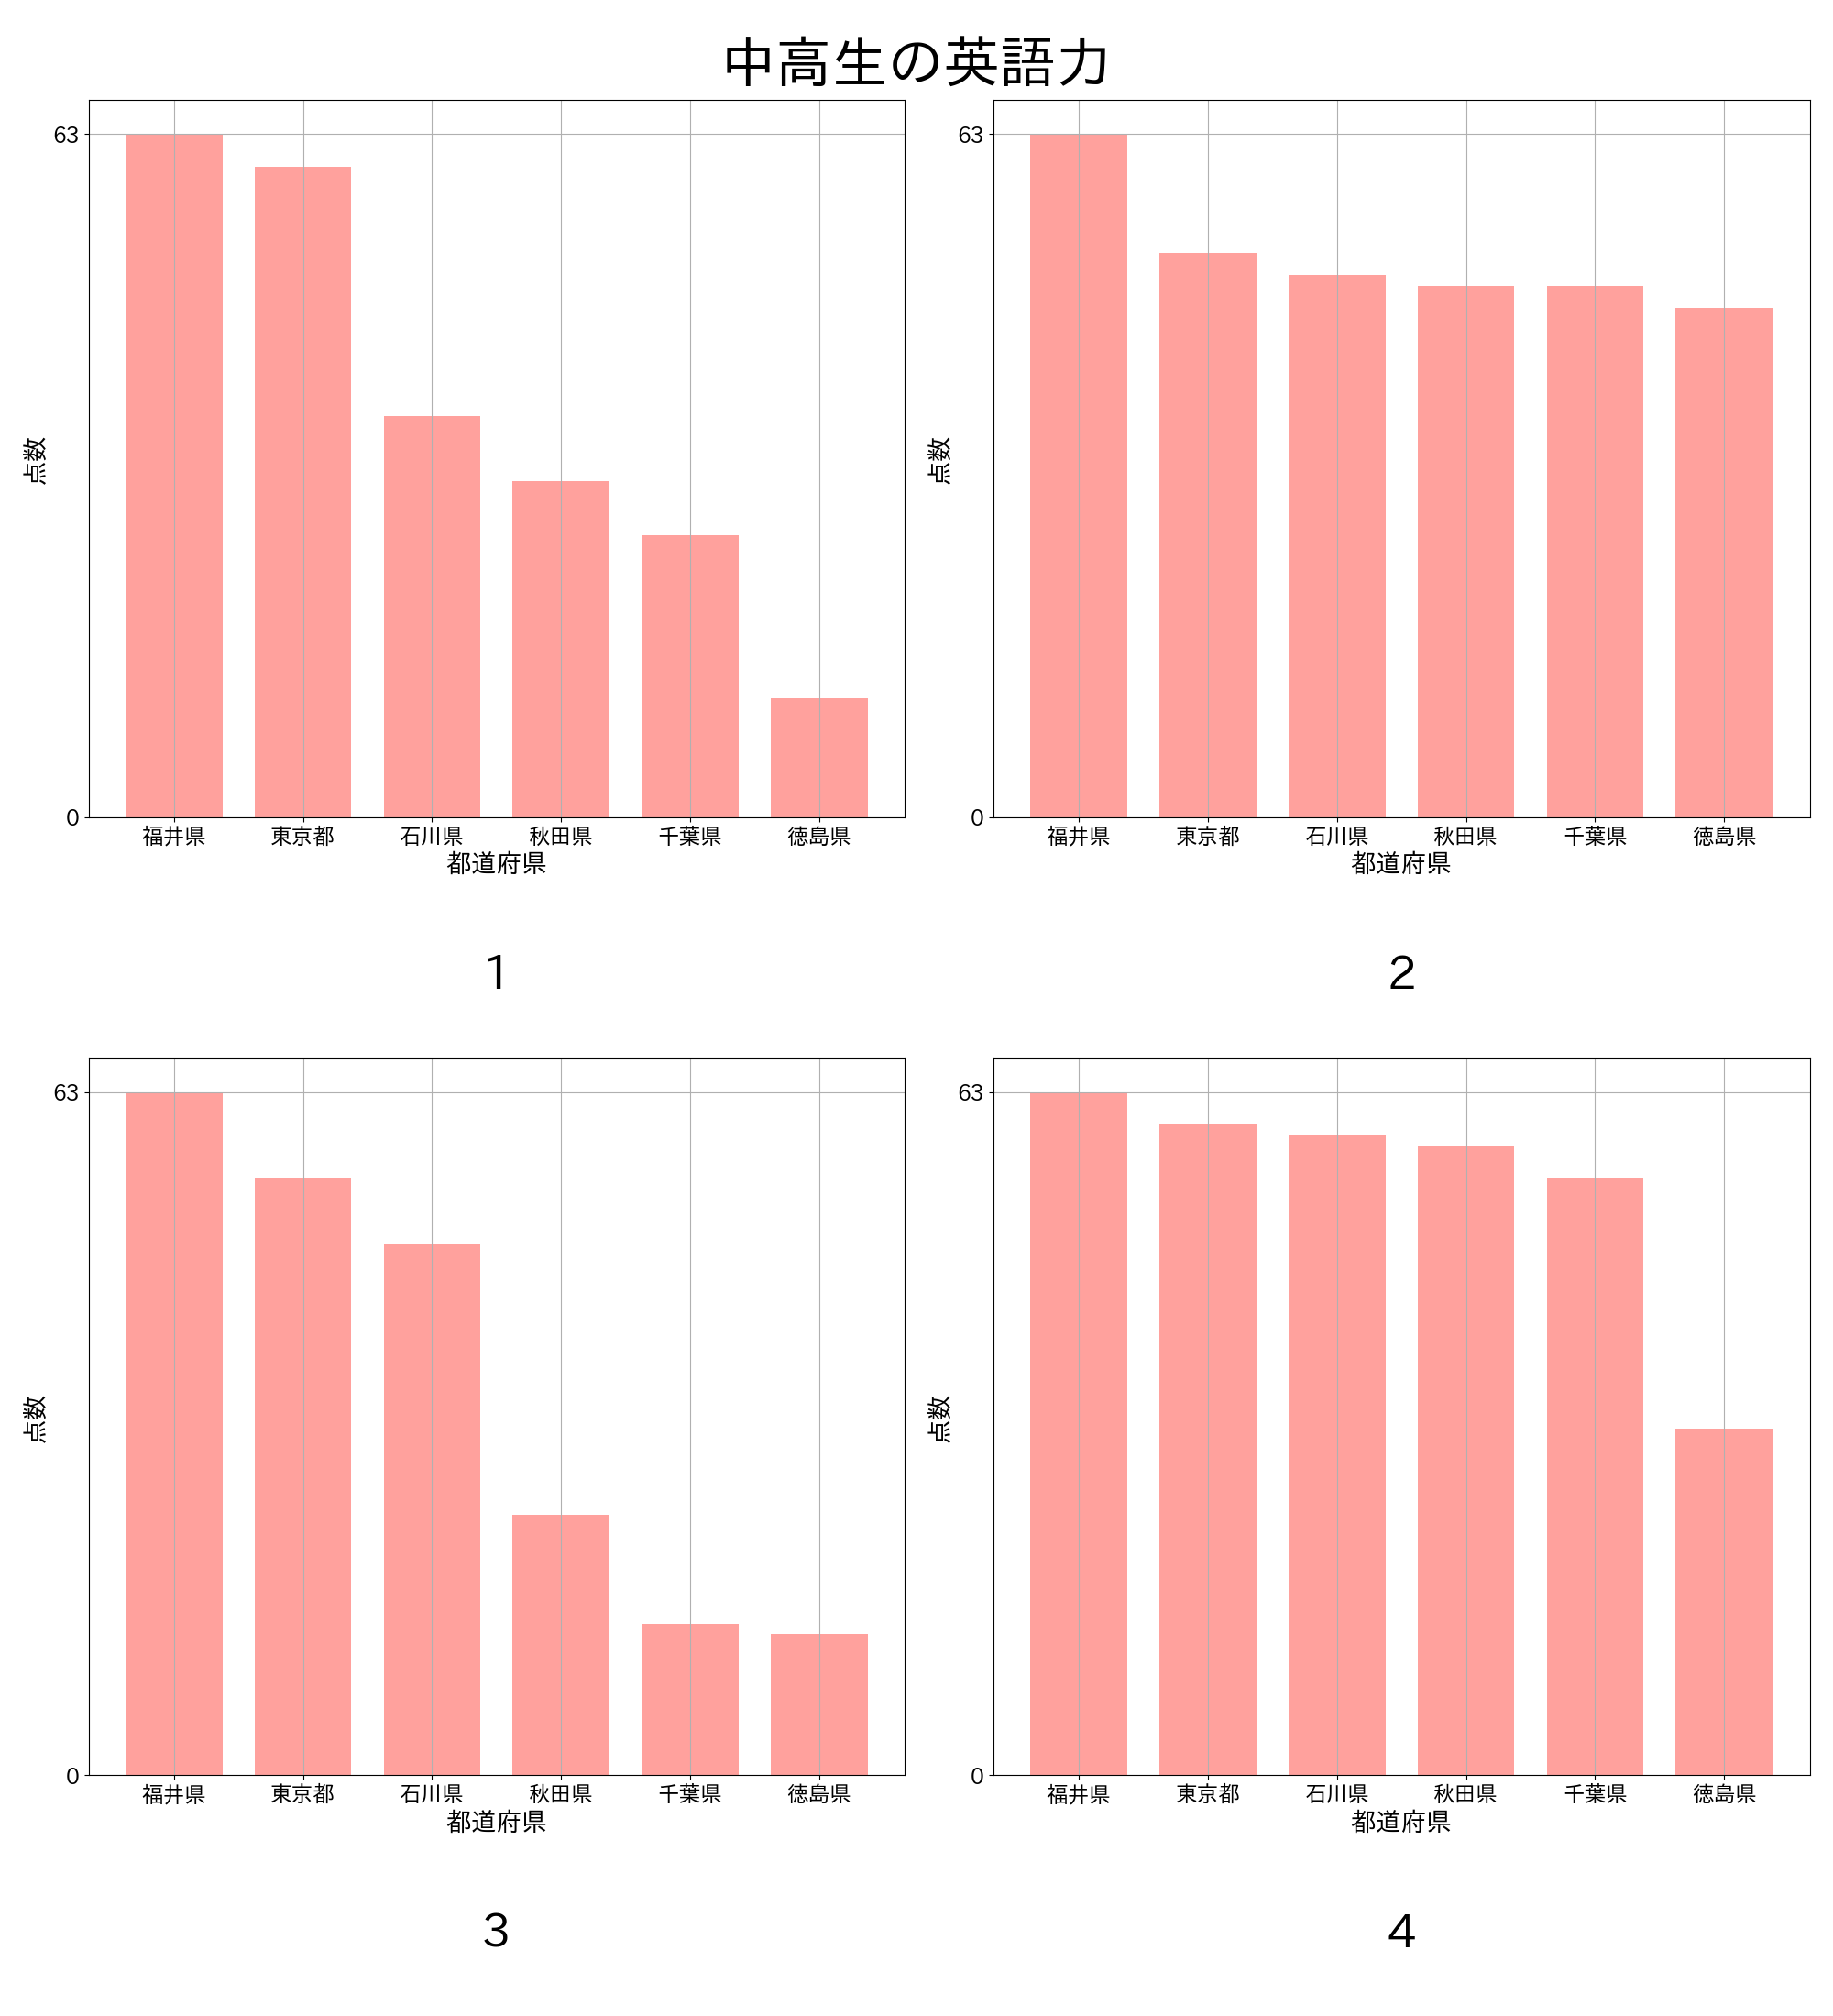 中高生の英語力
63
0
点数
福井県 東京都 石川県 秋田県 千葉県 徳島県
都道府県
1
63
0
点数
福井県 東京都 石川県 秋田県 千葉県 徳島県
都道府県
2
63
0
点数
福井県 東京都 石川県 秋田県 千葉県 徳島県
都道府県
3
63
0
点数
福井県 東京都 石川県 秋田県 千葉県 徳島県
都道府県
4